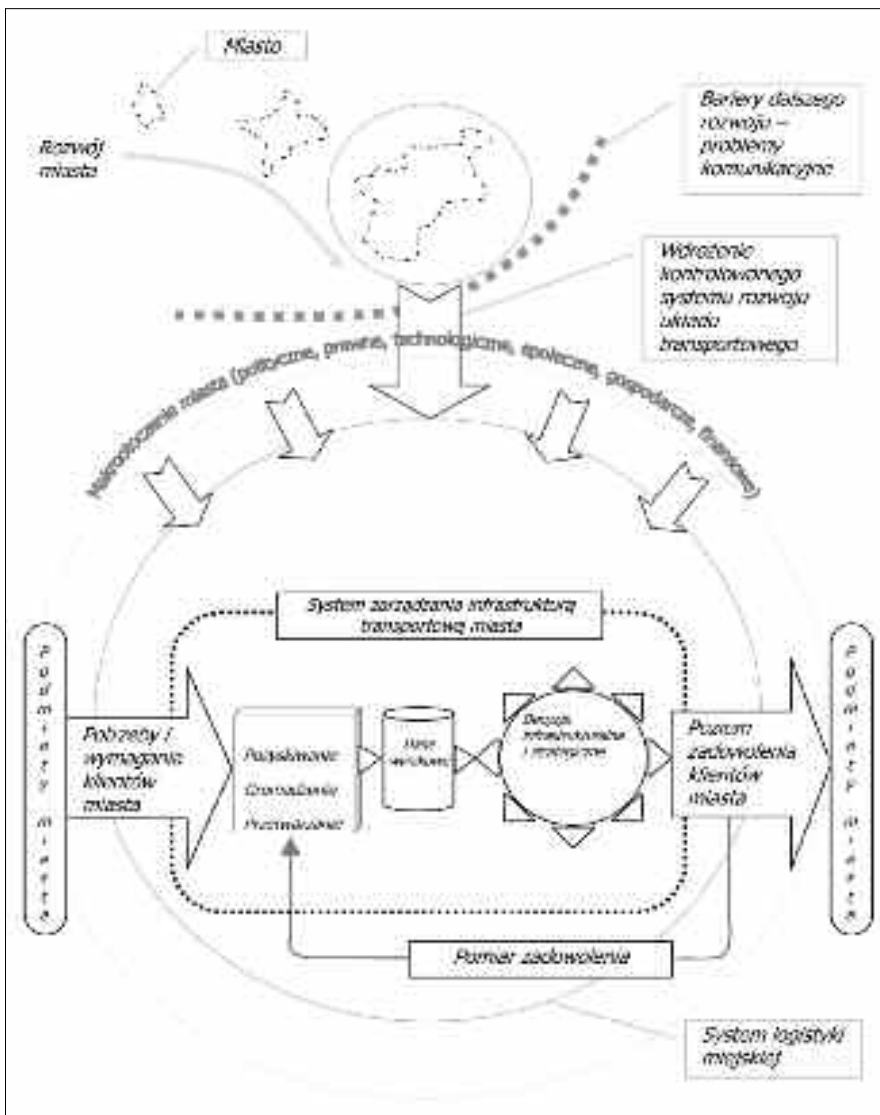 Miasto
Rozwój
miasta
Bariery dalszego
rozwoju –
problemy
komunikacyjne
Wdrożenie
kontrolowanego
systemu rozwoju
układu
transportowego
Makrootoczenie miasta (polityczne, prawne, technologiczne, społeczne, gospodarcze, finansowe)
System zarządzania infrastrukturą
transportową miasta
Podmioty miasta
Potrzeby i
wymagania
klientów
miasta
Pozyskiwanie
Gromadzenie
Przetwarzanie
Dane
wynikowe
Decyzje
infrastrukturalne
i strategiczne
Poziom
zadowolenia
klientów
miasta
Podmioty miasta
Pomiar zadowolenia
System logistyki
miejskiej